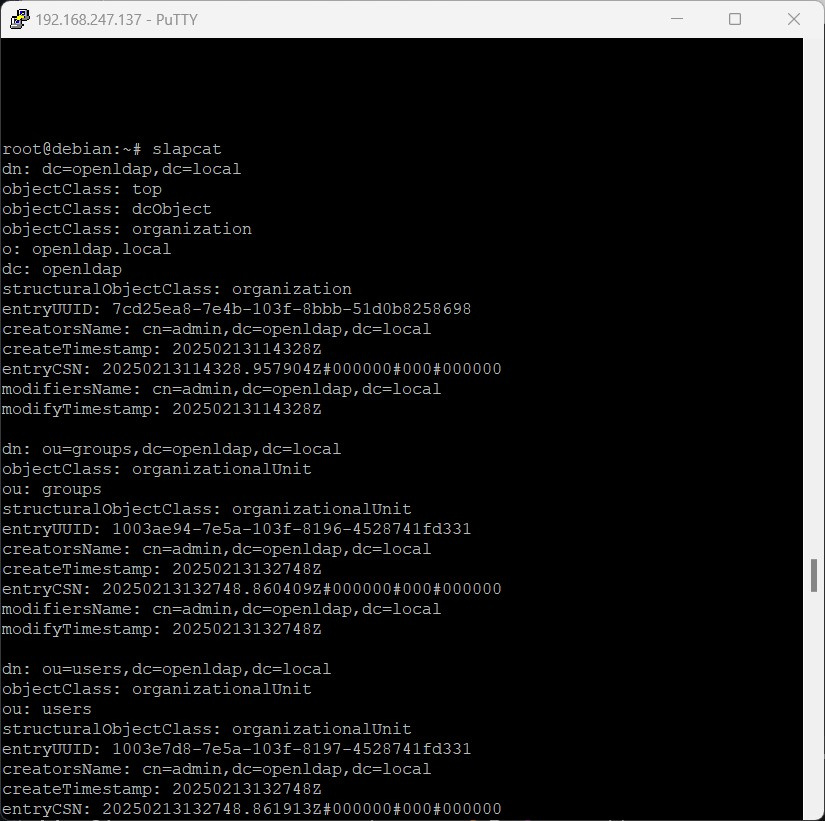 192.168.247.137 - PuTTY
root@debian:~# slapcat
dn: dc=openldap,dc=local
objectClass: top
objectClass: dcObject
objectClass: organization
o: openldap.local
dc: openldap
structuralObjectClass: organization
entryUUID: 7cd25ea8-7e4b-103f-8bbb-51d0b8258698
creatorsName: cn=admin,dc=openldap,dc=local
createTimestamp: 20250213114328Z
entryCSN: 20250213114328.957904Z#000000#000#000000
modifiersName: cn=admin,dc=openldap,dc=local
modifyTimestamp: 20250213114328Z

dn: ou=groups,dc=openldap,dc=local
objectClass: organizationalUnit
ou: groups
structuralObjectClass: organizationalUnit
entryUUID: 1003ae94-7e5a-103f-8196-4528741fd331
creatorsName: cn=admin,dc=openldap,dc=local
createTimestamp: 20250213132748Z
entryCSN: 20250213132748.860409Z#000000#000#000000
modifiersName: cn=admin,dc=openldap,dc=local
modifyTimestamp: 20250213132748Z

dn: ou=users,dc=openldap,dc=local
objectClass: organizationalUnit
ou: users
structuralObjectClass: organizationalUnit
entryUUID: 1003e7d8-7e5a-103f-8197-4528741fd331
creatorsName: cn=admin,dc=openldap,dc=local
createTimestamp: 20250213132748Z
entryCSN: 20250213132748.861913Z#000000#000#000000